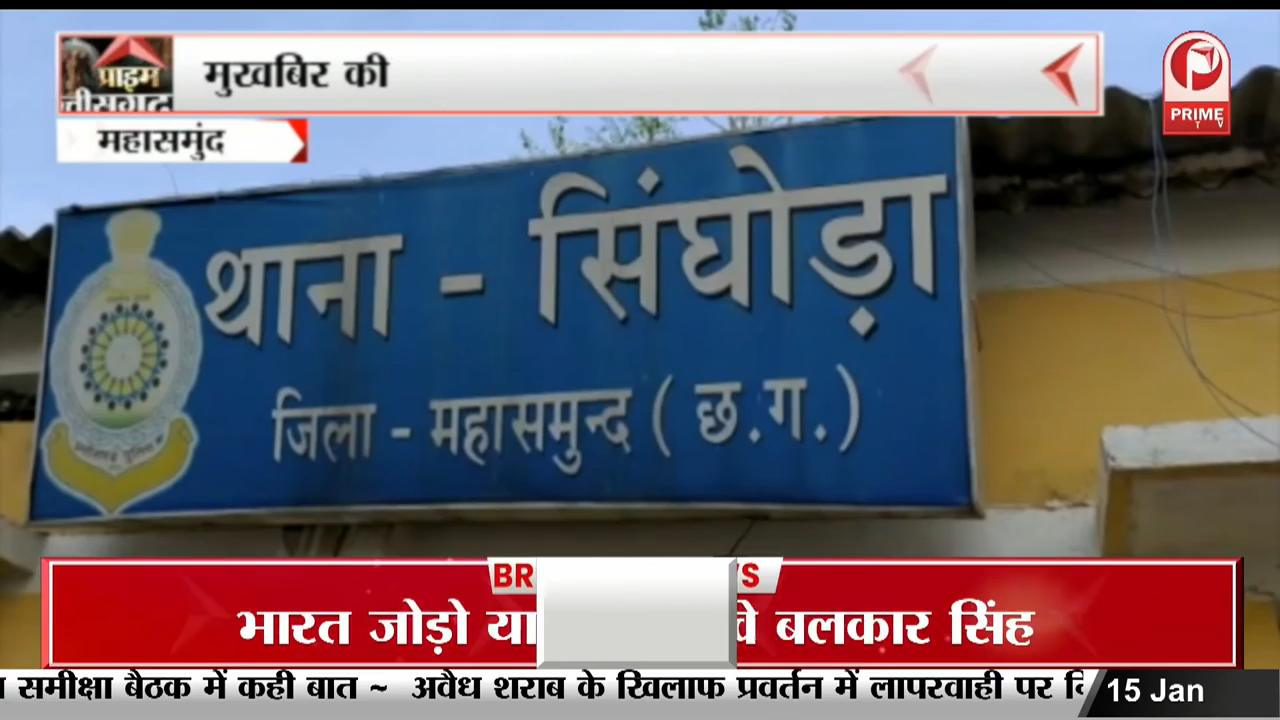 प्राइम
मुखबिर की
महासमुंद
PRIME
TV
थाना - सिंघोड़ा
जिला - महासमुन्द ( छ.ग. )
भारत जोड़ो बलकार सिंह
समीक्षा बैठक में कही बात ~ अवैध शराब के खिलाफ प्रवर्तन में लापरवाही पर
15 Jan